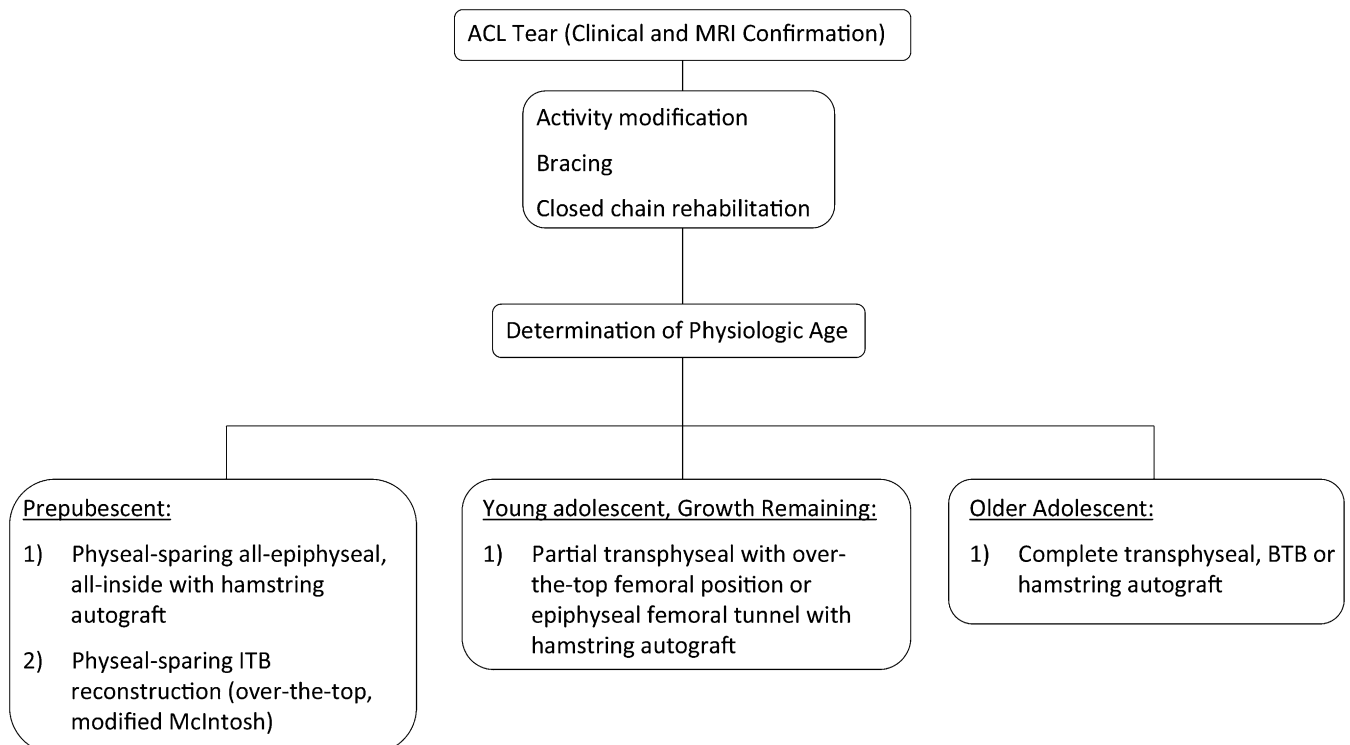 ACL Tear (Clinical and MRI Confirmation)
Activity modification
Bracing
Closed chain rehabilitation
Determination of Physiologic Age
Prepubescent:
1) Physeal-sparing all-epiphyseal,
all-inside with hamstring
autograft
2) Physeal-sparing ITB
reconstruction (over-the-top,
modified McIntosh)
Young adolescent, Growth Remaining:
1) Partial transphyseal with over-
the-top femoral position or
epiphyseal femoral tunnel with
hamstring autograft
Older Adolescent:
1) Complete transphyseal, BTB or
hamstring autograft